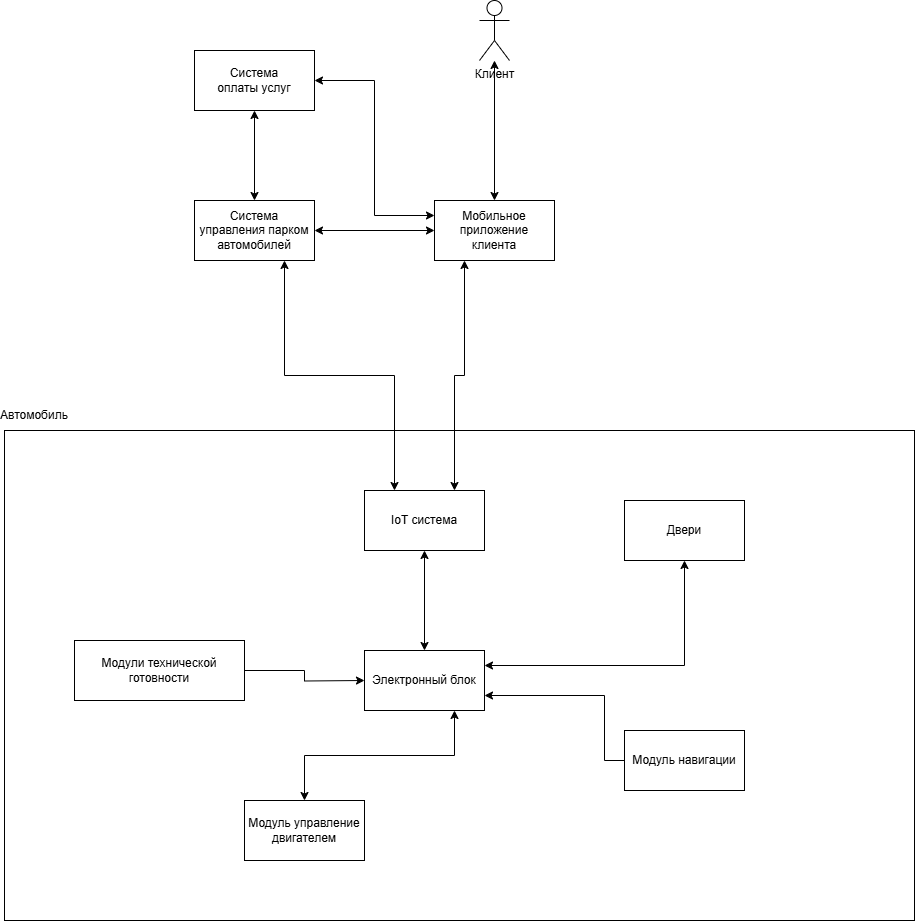 Клиент
Система
оплаты услуг
Система
управления парком
автомобилей
Мобильное
приложение
клиента
Автомобиль
IoT система
Двери
Модули технической
готовности
Электронный блок
Модуль навигации
Модуль управление
двигателем